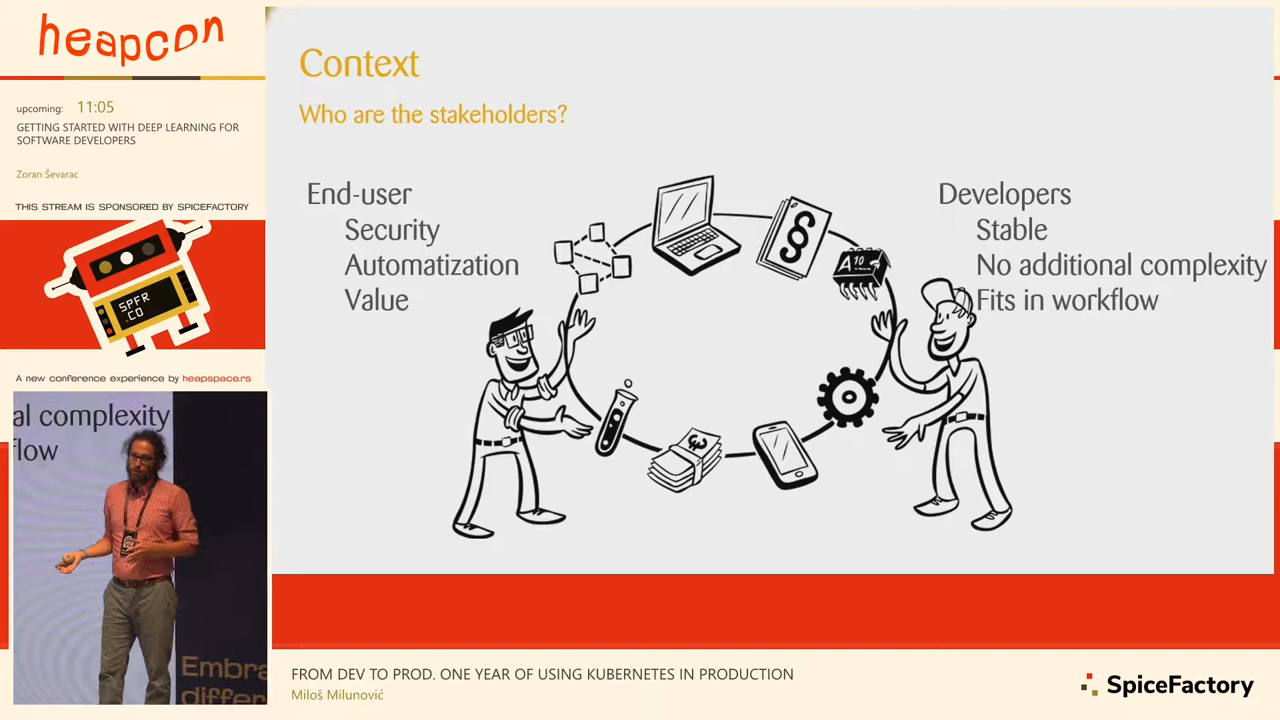 heapcon
upcoming: 11:05
GETTING STARTED WITH DEEP LEARNING FOR
SOFTWARE DEVELOPERS
Zoran Ševarac
THIS STREAM IS SPONSORED BY SPICEFACTORY
SPFR
.CO
A new conference experience by heapspace.rs
al complexity
flow
Embra
differ
Context
Who are the stakeholders?
End-user
Security
Automatization
Value
§
A10
Developers
Stable
No additional complexity
Fits in workflow
FROM DEV TO PROD. ONE YEAR OF USING KUBERNETES IN PRODUCTION
Miloš Milunović
SpiceFactory